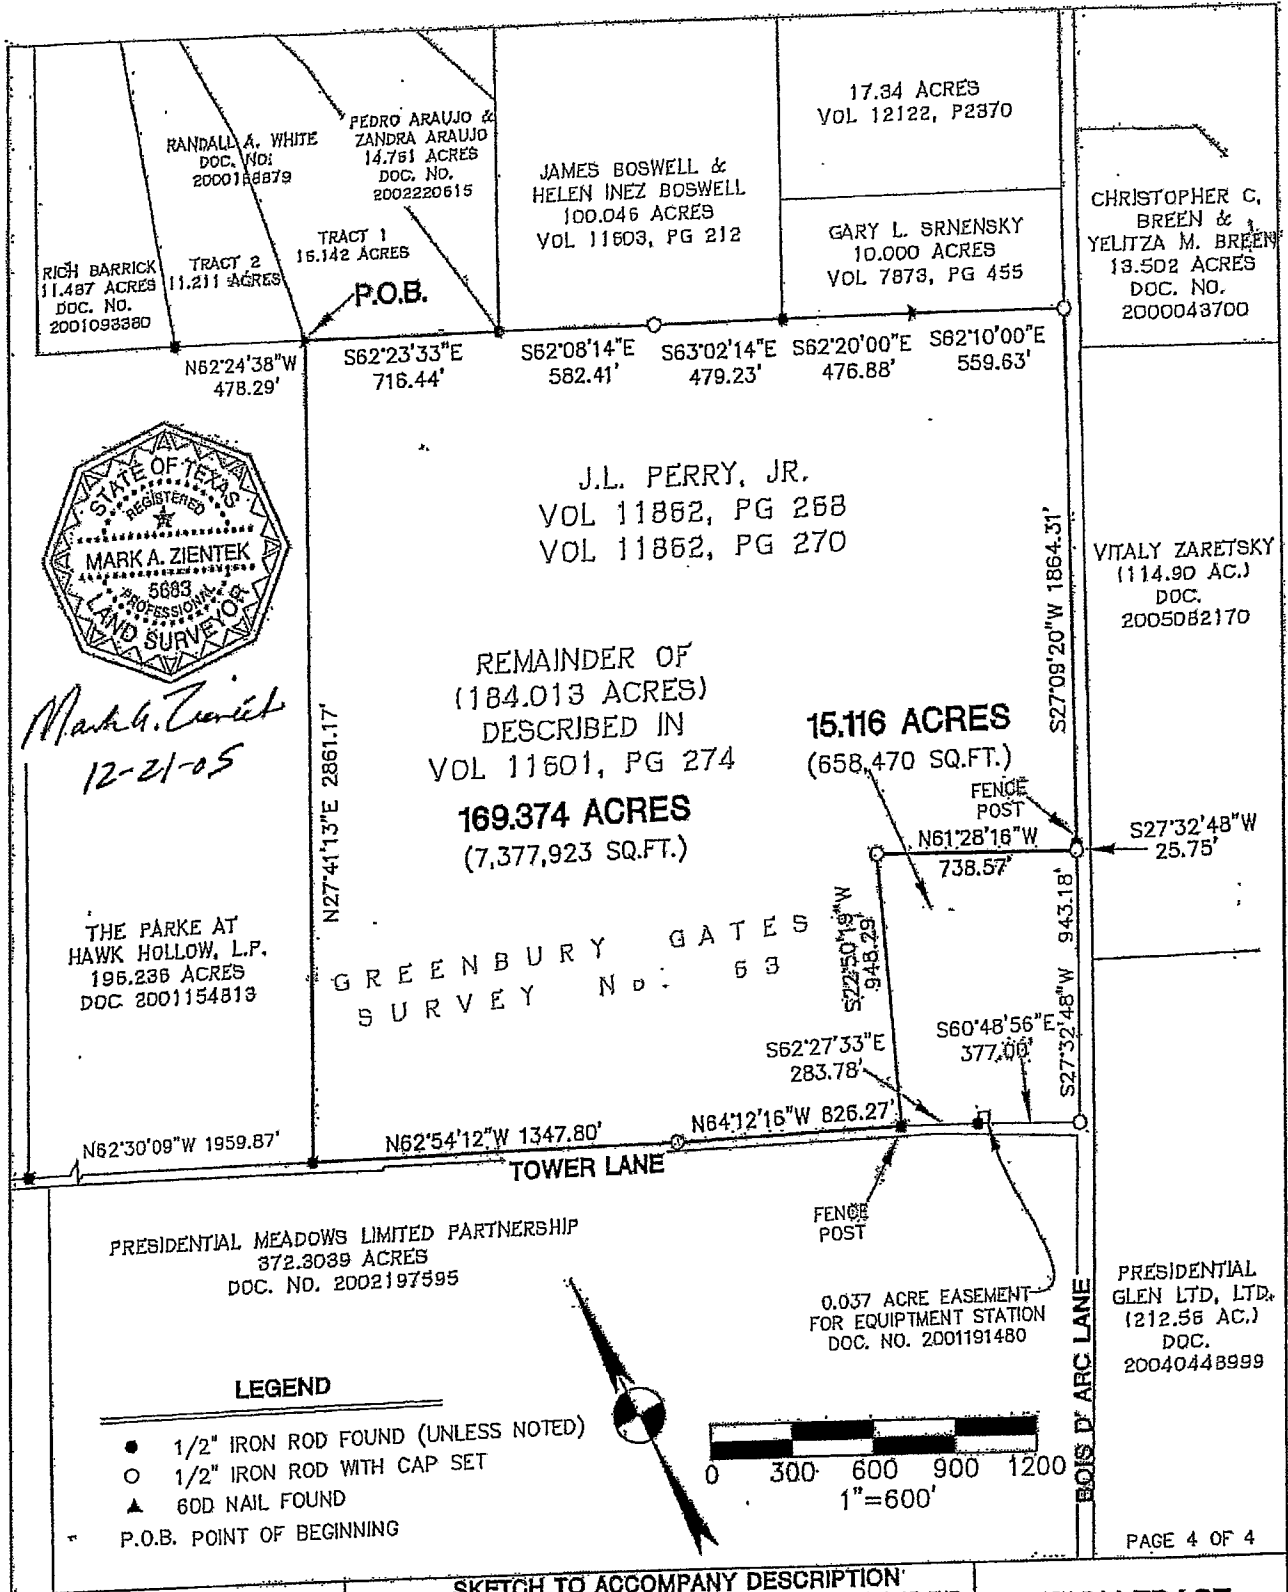 RANDALL A. WHITE
DOC. NO:
PEDRO ARAUJO &
ZANDRA ARAUJO
14.751 ACRES
DOC. NO.
2002220615
JAMES BOSWELL &
HELEN INEZ BOSWELL
100.046 ACRES
VOL 11603, PG 212
17.34 ACRES
VOL 12122, P2370
GARY L. SRNENSKY
10.000 ACRES
VOL 7873, PG 455
CHRISTOPHER C.
BREEN &
YELITZA M. BREEN
13.502 ACRES
DOC. NO.
2000043700
RICH BARRICK
11.487 ACRES
DOC. NO.
2001093380
TRACT 2
11.211 ACRES
TRACT 1
15.142 ACRES
P.O.B.
N62°24'38"W
478.29'
S62°23'33"E
716.44'
S62°08'14"E
582.41'
S63°02'14"E
479.23'
S62°20'00"E
476.88'
S62°10'00"E
559.63'
STATE OF TEXAS
REGISTERED
MARK A. ZIENTEK
5683
PROFESSIONAL
LAND SURVEYOR
Mark A. Zientek
12-21-05
J.L. PERRY, JR.
VOL 11862, PG 268
VOL 11862, PG 270
S27°09'20"W 1864.31'
VITALY ZARETSKY
(114.90 AC.)
DOC.
2005082170
REMAINDER OF
(184.013 ACRES)
DESCRIBED IN
VOL 11601, PG 274
169.374 ACRES
(7,377,923 SQ.FT.)
15.116 ACRES
(658,470 SQ.FT.)
N27°41'13"E 2861.17'
FENCE
POST
N61°28'16"W
738.57'
S27°32'48"W
25.75'
THE PARKE AT
HAWK HOLLOW, L.P.
196.236 ACRES
DOC 2001154813
GREENBURY GATES
SURVEY No: 63
S22°50'19"W
948.29'
S27°32'48"W 943.18'
S62°27'33"E
283.78'
S60°48'56"E
377.00'
N62°30'09"W 1959.87'
N62°54'12"W 1347.80'
N64°12'16"W 826.27'
TOWER LANE
FENCE
POST
PRESIDENTIAL MEADOWS LIMITED PARTNERSHIP
372.3039 ACRES
DOC. NO. 2002197595
0.037 ACRE EASEMENT
FOR EQUIPTMENT STATION
DOC. NO. 2001191480
BOIS D' ARC LANE
PRESIDENTIAL
GLEN LTD, LTD.
(212.56 AC.)
DOC.
20040448999
LEGEND
1/2" IRON ROD FOUND (UNLESS NOTED)
1/2" IRON ROD WITH CAP SET
60D NAIL FOUND
P.O.B. POINT OF BEGINNING
0 300 600 900 1200
1"=600'
PAGE 4 OF 4
SKETCH TO ACCOMPANY DESCRIPTION